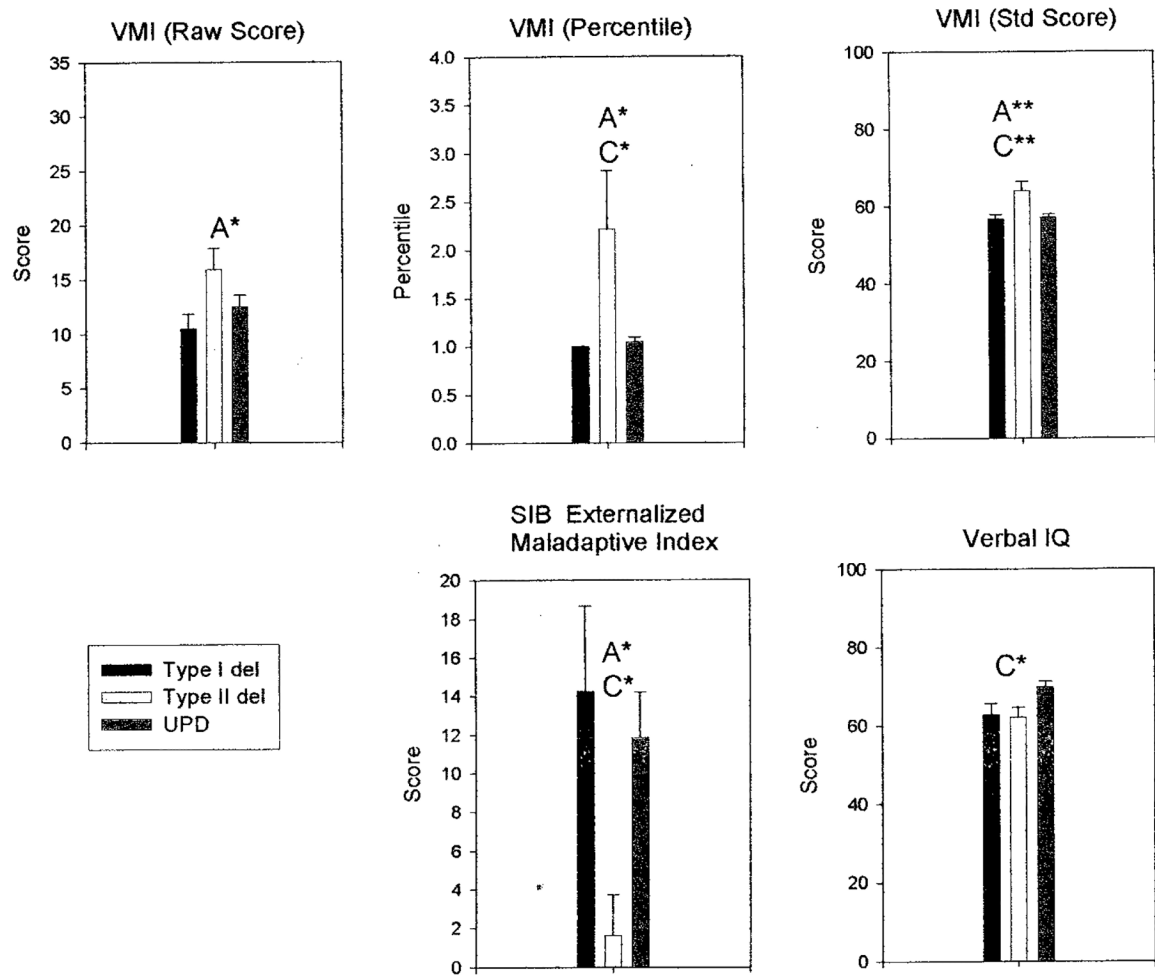 VMI (Raw Score)
35
30
25
20
15
10
5
0
Score
A*
VMI (Percentile)
4.0
3.5
3.0
2.5
2.0
1.5
1.0
0.5
0.0
Percentile
A*
C*
VMI (Std Score)
100
80
60
40
20
0
Score
A**
C**
Type I del
Type II del
UPD
SIB Externalized
Maladaptive Index
20
18
16
14
12
10
8
6
4
2
0
Score
A*
C*
Verbal IQ
100
80
60
40
20
0
Score
C*